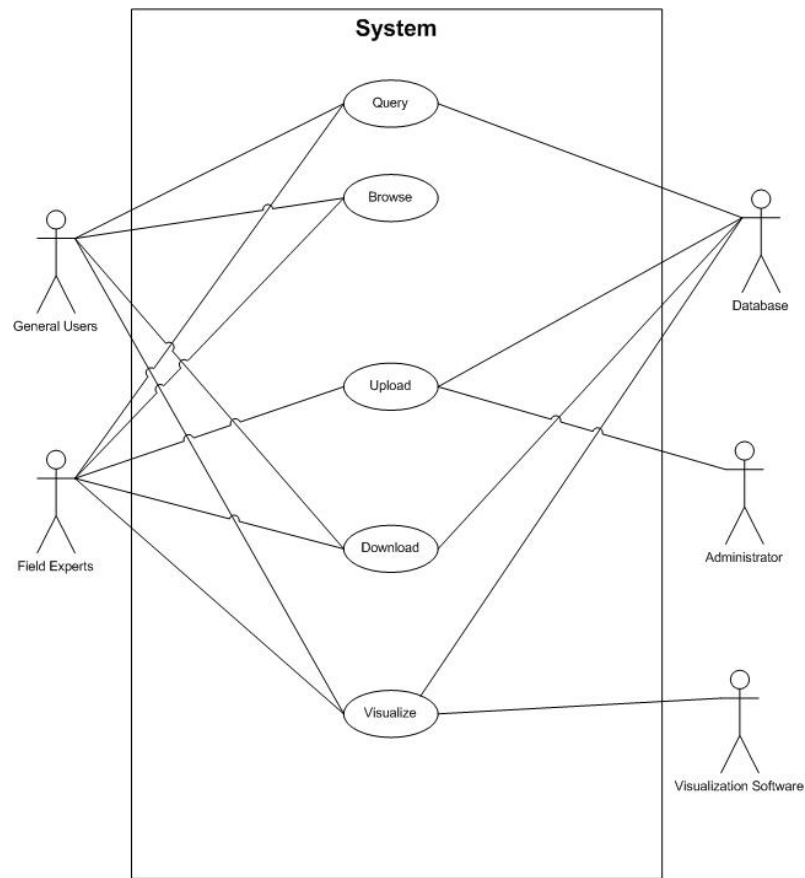 System
Query
Browse
General Users
Database
Upload
Field Experts
Download
Administrator
Visualize
Visualization Software